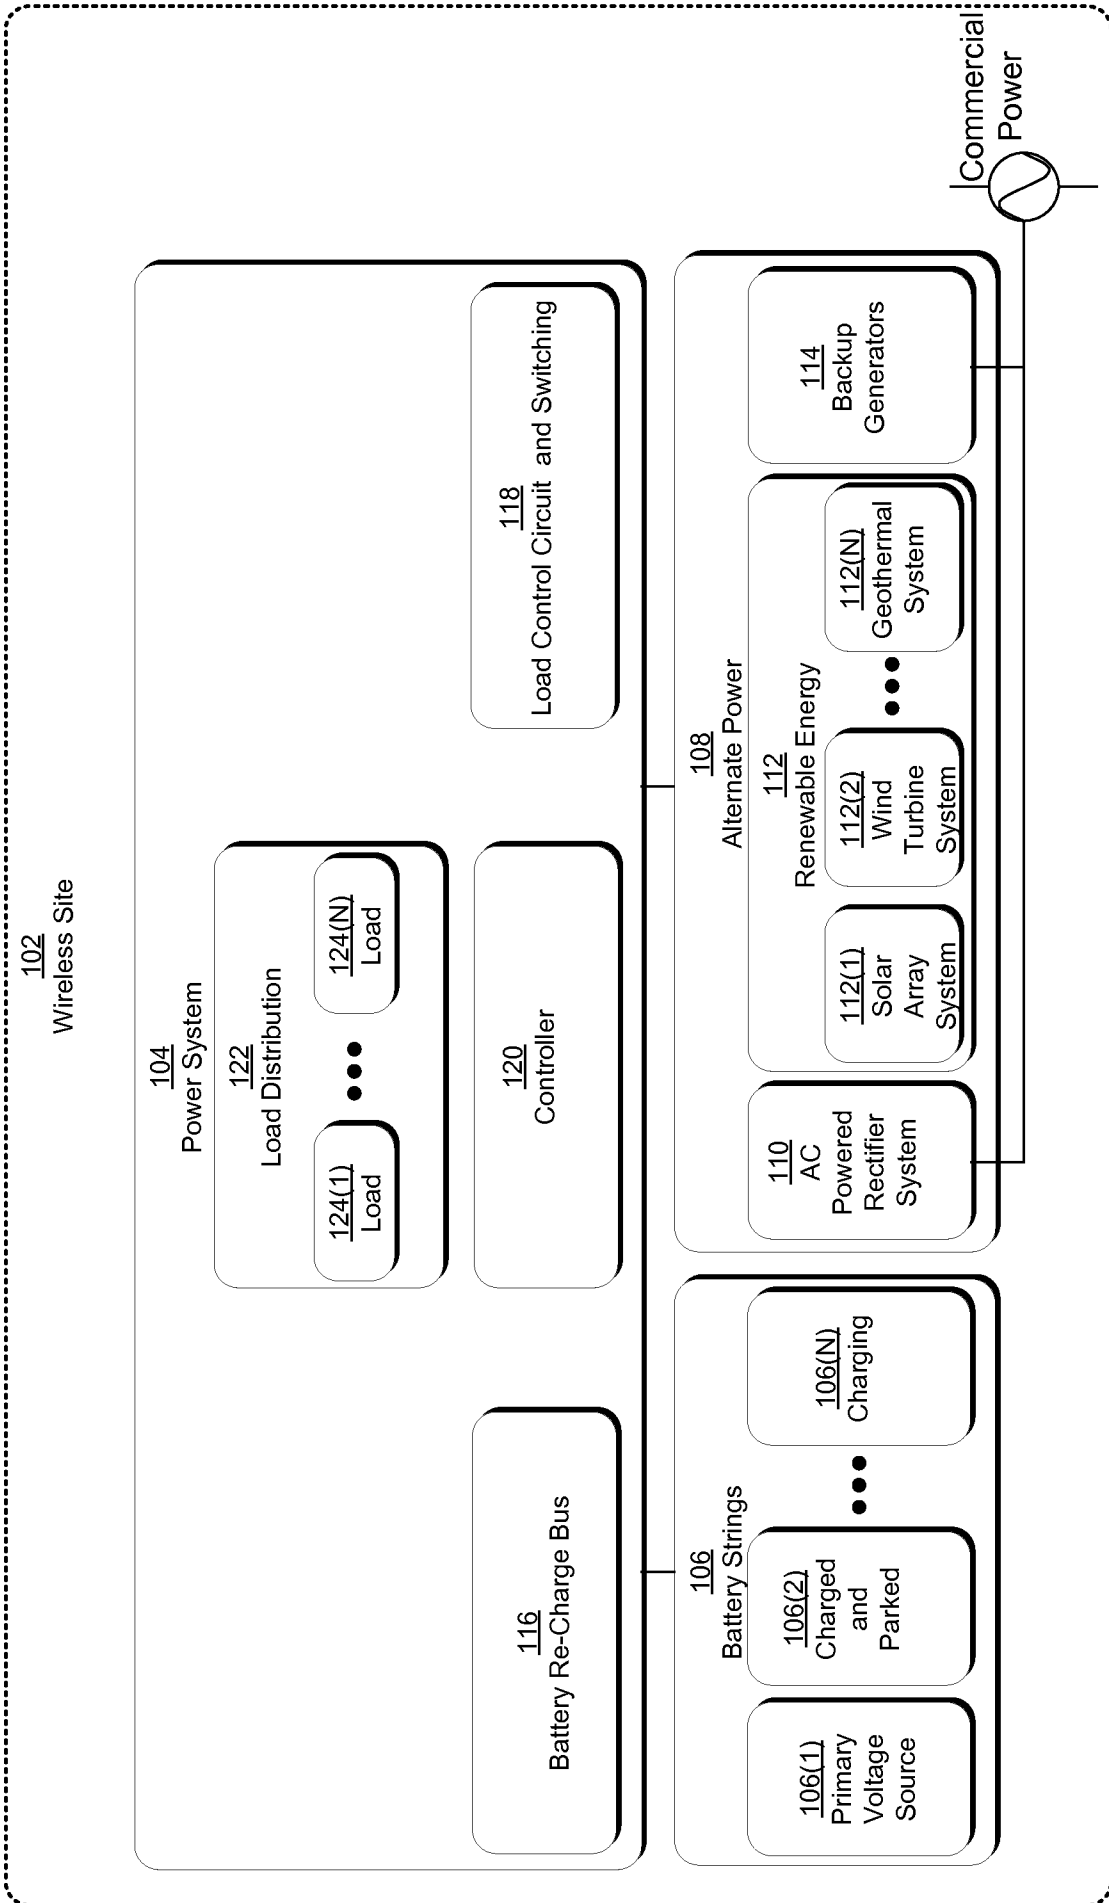 102
Wireless Site
104
Power System
122
Load Distribution
124(1)
Load
124(N)
Load
116
Battery Re-Charge Bus
120
Controller
118
Load Control Circuit and Switching
106
Battery Strings
106(1)
Primary
Voltage
Source
106(2)
Charged
and
Parked
106(N)
Charging
108
Alternate Power
110
AC
Powered
Rectifier
System
112
Renewable Energy
112(1)
Solar
Array
System
112(2)
Wind
Turbine
System
112(N)
Geothermal
System
114
Backup
Generators
Commercial
Power